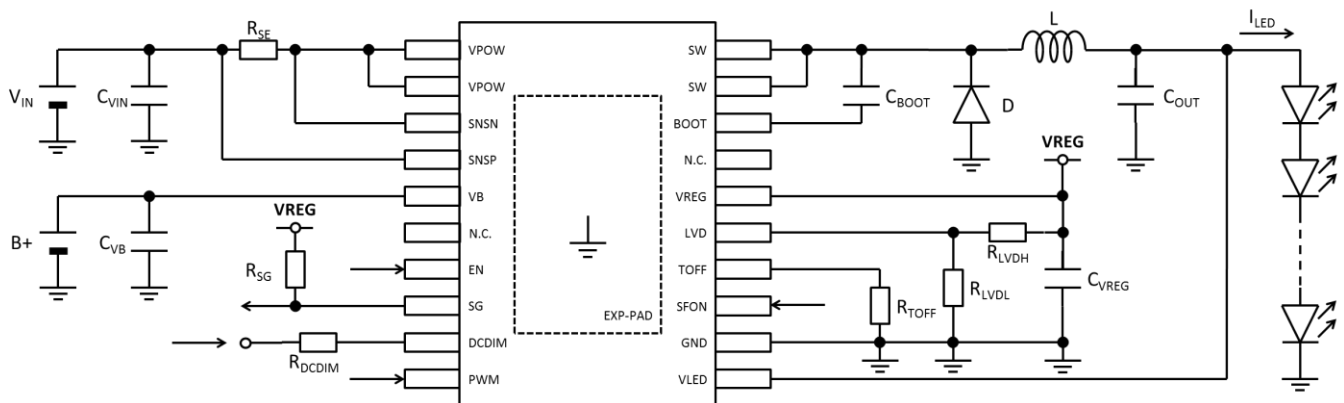 R_SE
V_IN
C_VIN
B+
C_VB
VREG
R_SG
R_DCDIM
VPOW
VPOW
SNSN
SNSP
VB
N.C.
EN
SG
DCDIM
PWM
EXP-PAD
SW
SW
BOOT
N.C.
VREG
LVD
TOFF
SFON
GND
VLED
C_BOOT
D
L
C_OUT
I_LED
VREG
R_LVDH
R_LVDL
R_TOFF
C_VREG